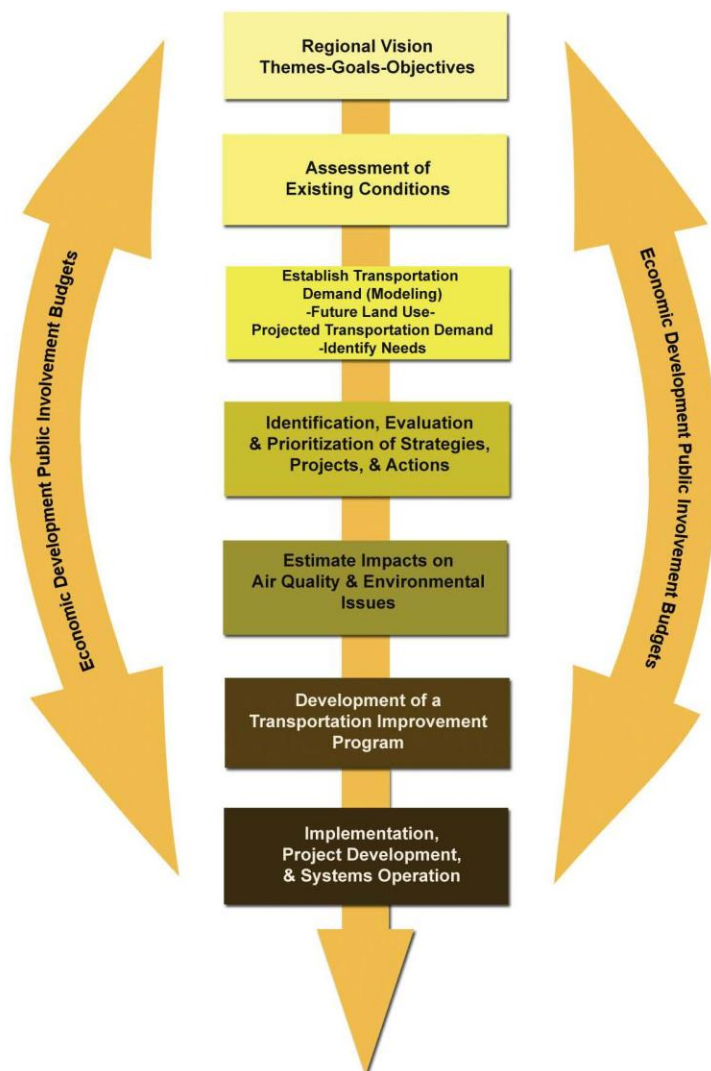 Regional Vision
Themes-Goals-Objectives
Assessment of
Existing Conditions
Establish Transportation
Demand (Modeling)
-Future Land Use-
Projected Transportation Demand
-Identify Needs
Identification, Evaluation
& Prioritization of Strategies,
Projects, & Actions
Estimate Impacts on
Air Quality & Environmental
Issues
Development of a
Transportation Improvement
Program
Implementation,
Project Development,
& Systems Operation
Economic Development Public Involvement Budgets
Economic Development Public Involvement Budgets